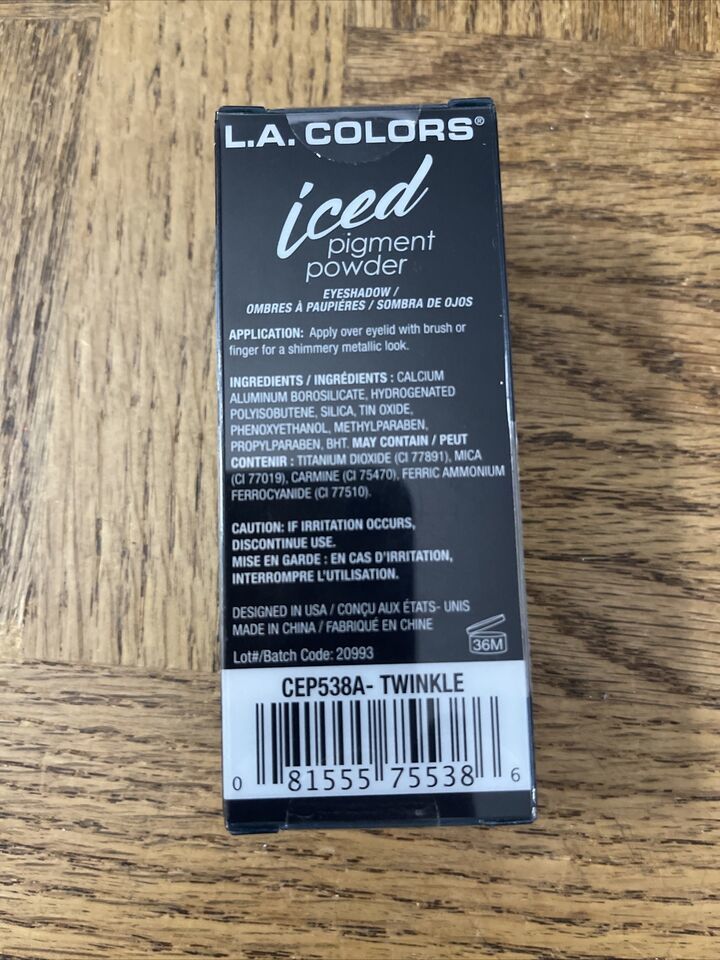 L.A. COLORS®
iced
pigment
powder
EYESHADOW /
OMBRES À PAUPIÉRES / SOMBRA DE OJOS
APPLICATION: Apply over eyelid with brush or
finger for a shimmery metallic look.
INGREDIENTS / INGRÉDIENTS : CALCIUM
ALUMINUM BOROSILICATE, HYDROGENATED
POLYISOBUTENE, SILICA, TIN OXIDE,
PHENOXYETHANOL, METHYLPARABEN,
PROPYLPARABEN, BHT. MAY CONTAIN / PEUT
CONTENIR : TITANIUM DIOXIDE (CI 77891), MICA
(CI 77019), CARMINE (CI 75470), FERRIC AMMONIUM
FERROCYANIDE (CI 77510).
CAUTION: IF IRRITATION OCCURS,
DISCONTINUE USE.
MISE EN GARDE : EN CAS D'IRRITATION,
INTERROMPRE L'UTILISATION.
DESIGNED IN USA / CONÇU AUX ÉTATS- UNIS
MADE IN CHINA / FABRIQUÉ EN CHINE
36M
Lot#/Batch Code: 20993
CEP538A- TWINKLE
0 81555 75538 6